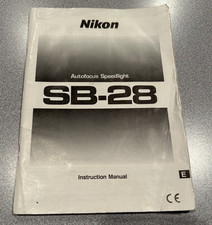 Nikon
Autofocus Speedlight
SB-28
Instruction Manual
E
CE